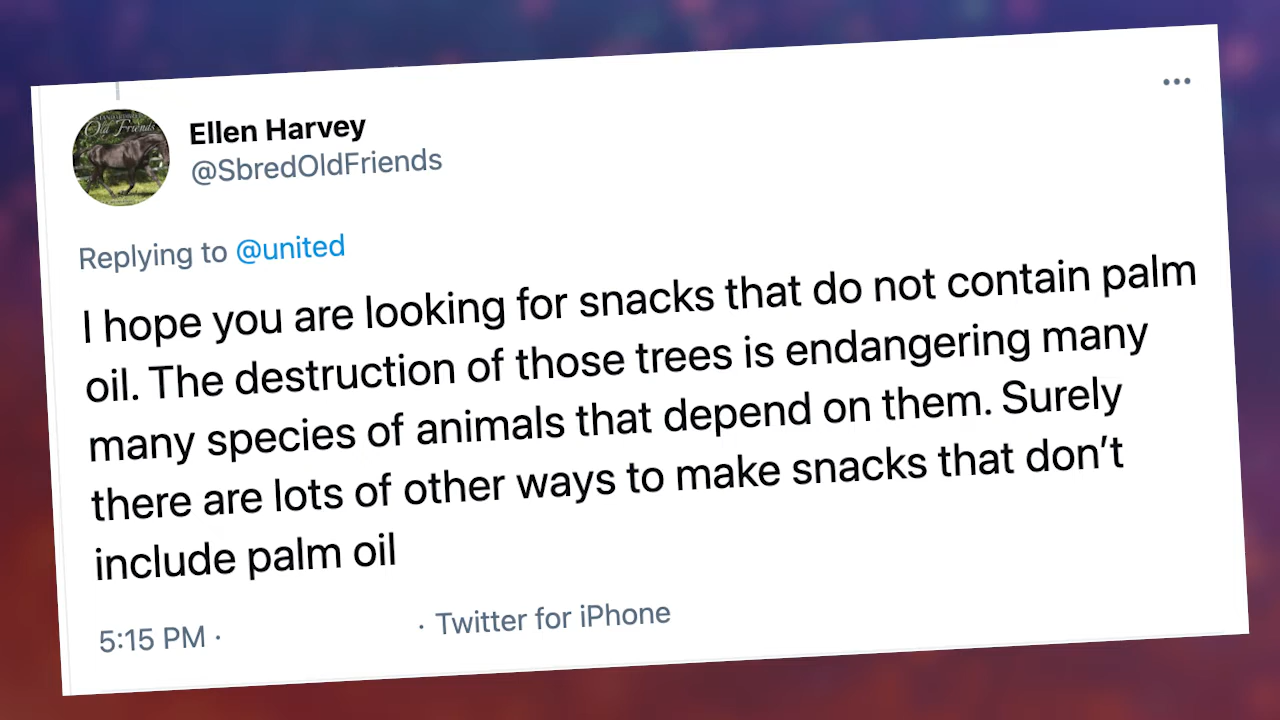 Old Friends
Ellen Harvey
@SbredOldFriends
Replying to @united
I hope you are looking for snacks that do not contain palm
oil. The destruction of those trees is endangering many
many species of animals that depend on them. Surely
there are lots of other ways to make snacks that don’t
include palm oil
5:15 PM · · Twitter for iPhone